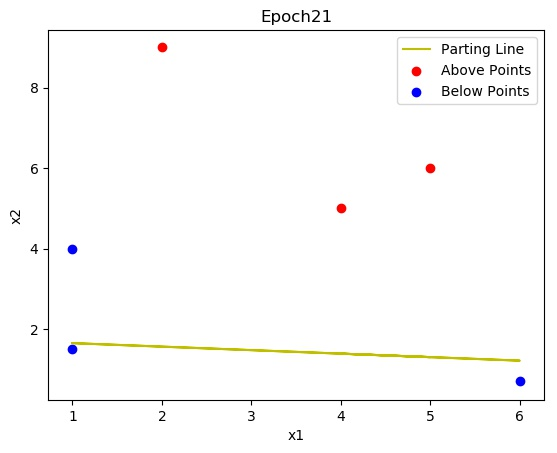 Epoch21
Parting Line
Above Points
Below Points
8
6
4
2
x2
1
2
3
4
5
6
x1